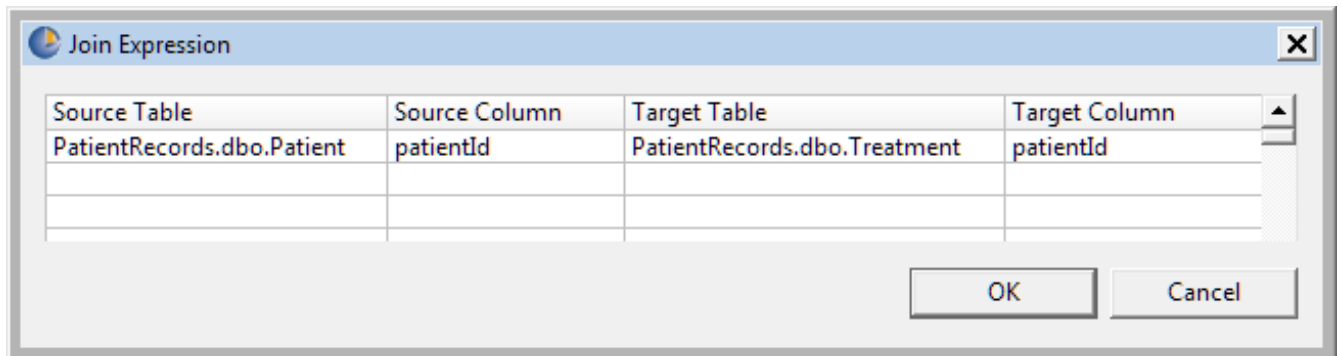 Join Expression
Source Table Source Column Target Table Target Column
PatientRecords.dbo.Patient patientId PatientRecords.dbo.Treatment patientId
OK Cancel